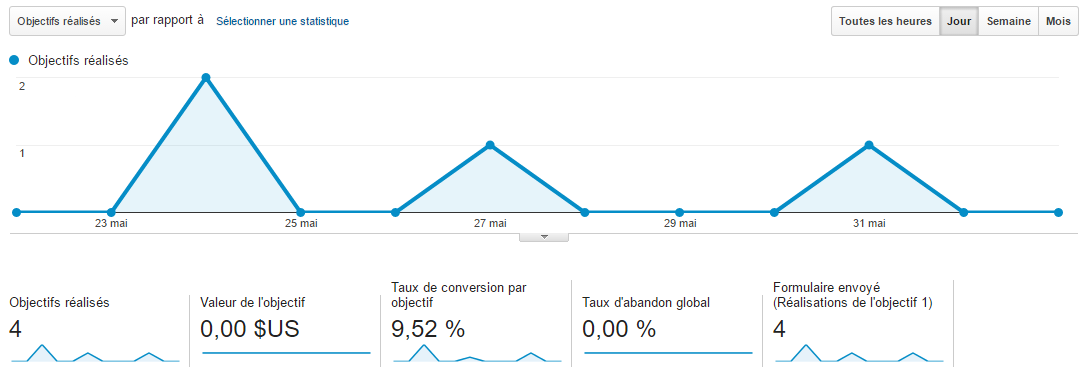 Objectifs réalisés par rapport à Sélectionner une statistique Toutes les heures Jour Semaine Mois
Objectifs réalisés
2
1
23 mai 25 mai 27 mai 29 mai 31 mai
Objectifs réalisés
4
Valeur de l'objectif
0,00 $US
Taux de conversion par
objectif
9,52 %
Taux d'abandon global
0,00 %
Formulaire envoyé
(Réalisations de l'objectif 1)
4